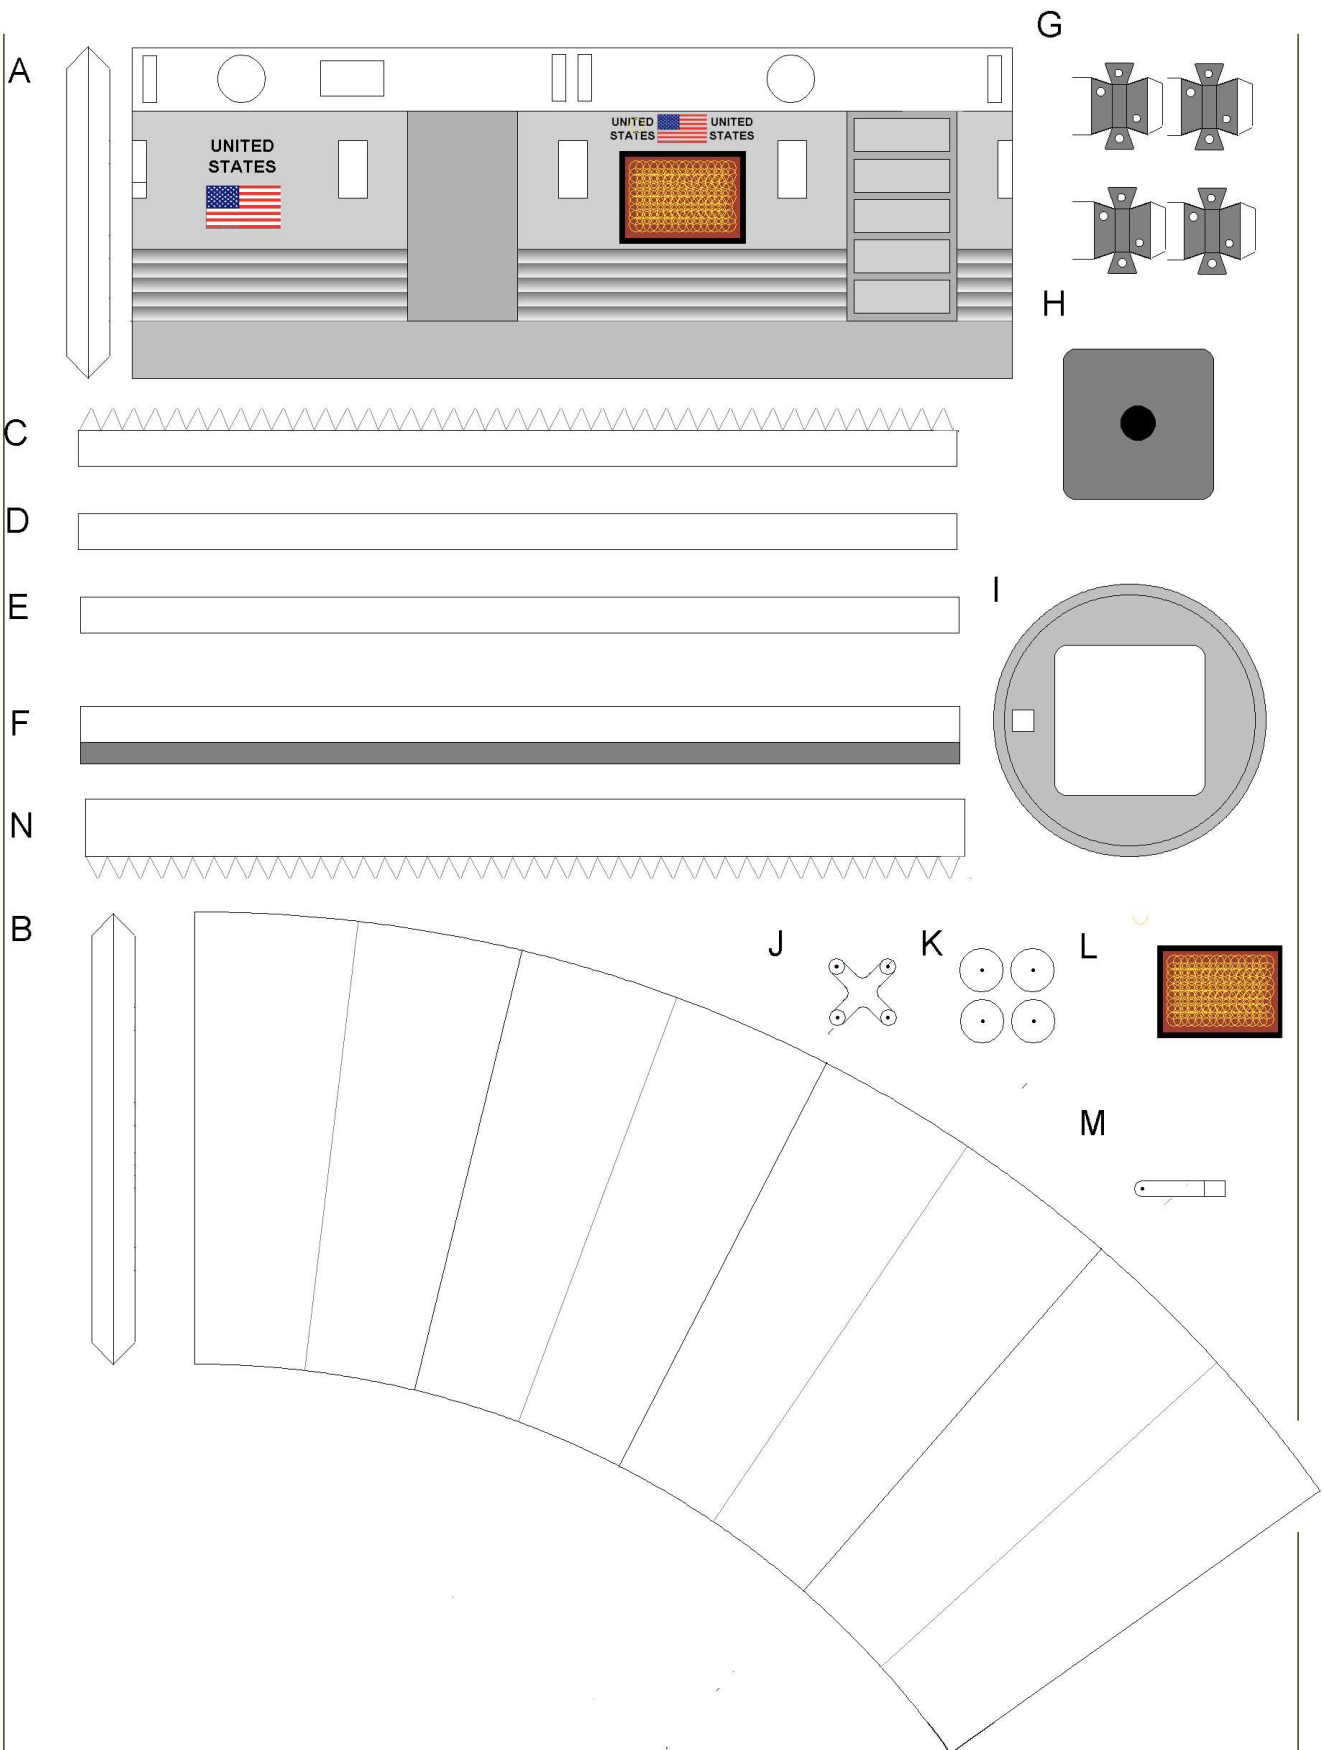 G
A
UNITED UNITED
STATES STATES
UNITED
STATES
H
C
D
E
I
F
N
B
J K L
M